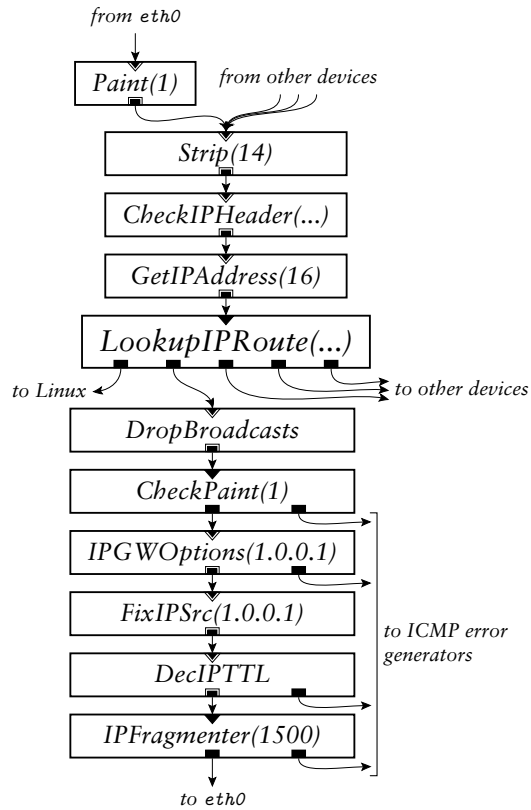 from eth0
Paint(1)
from other devices
Strip(14)
CheckIPHeader(...)
GetIPAddress(16)
LookupIPRoute(...)
to Linux
to other devices
DropBroadcasts
CheckPaint(1)
IPGWOptions(1.0.0.1)
FixIPSrc(1.0.0.1)
to ICMP error
generators
DecIPTTL
IPFragmenter(1500)
to eth0